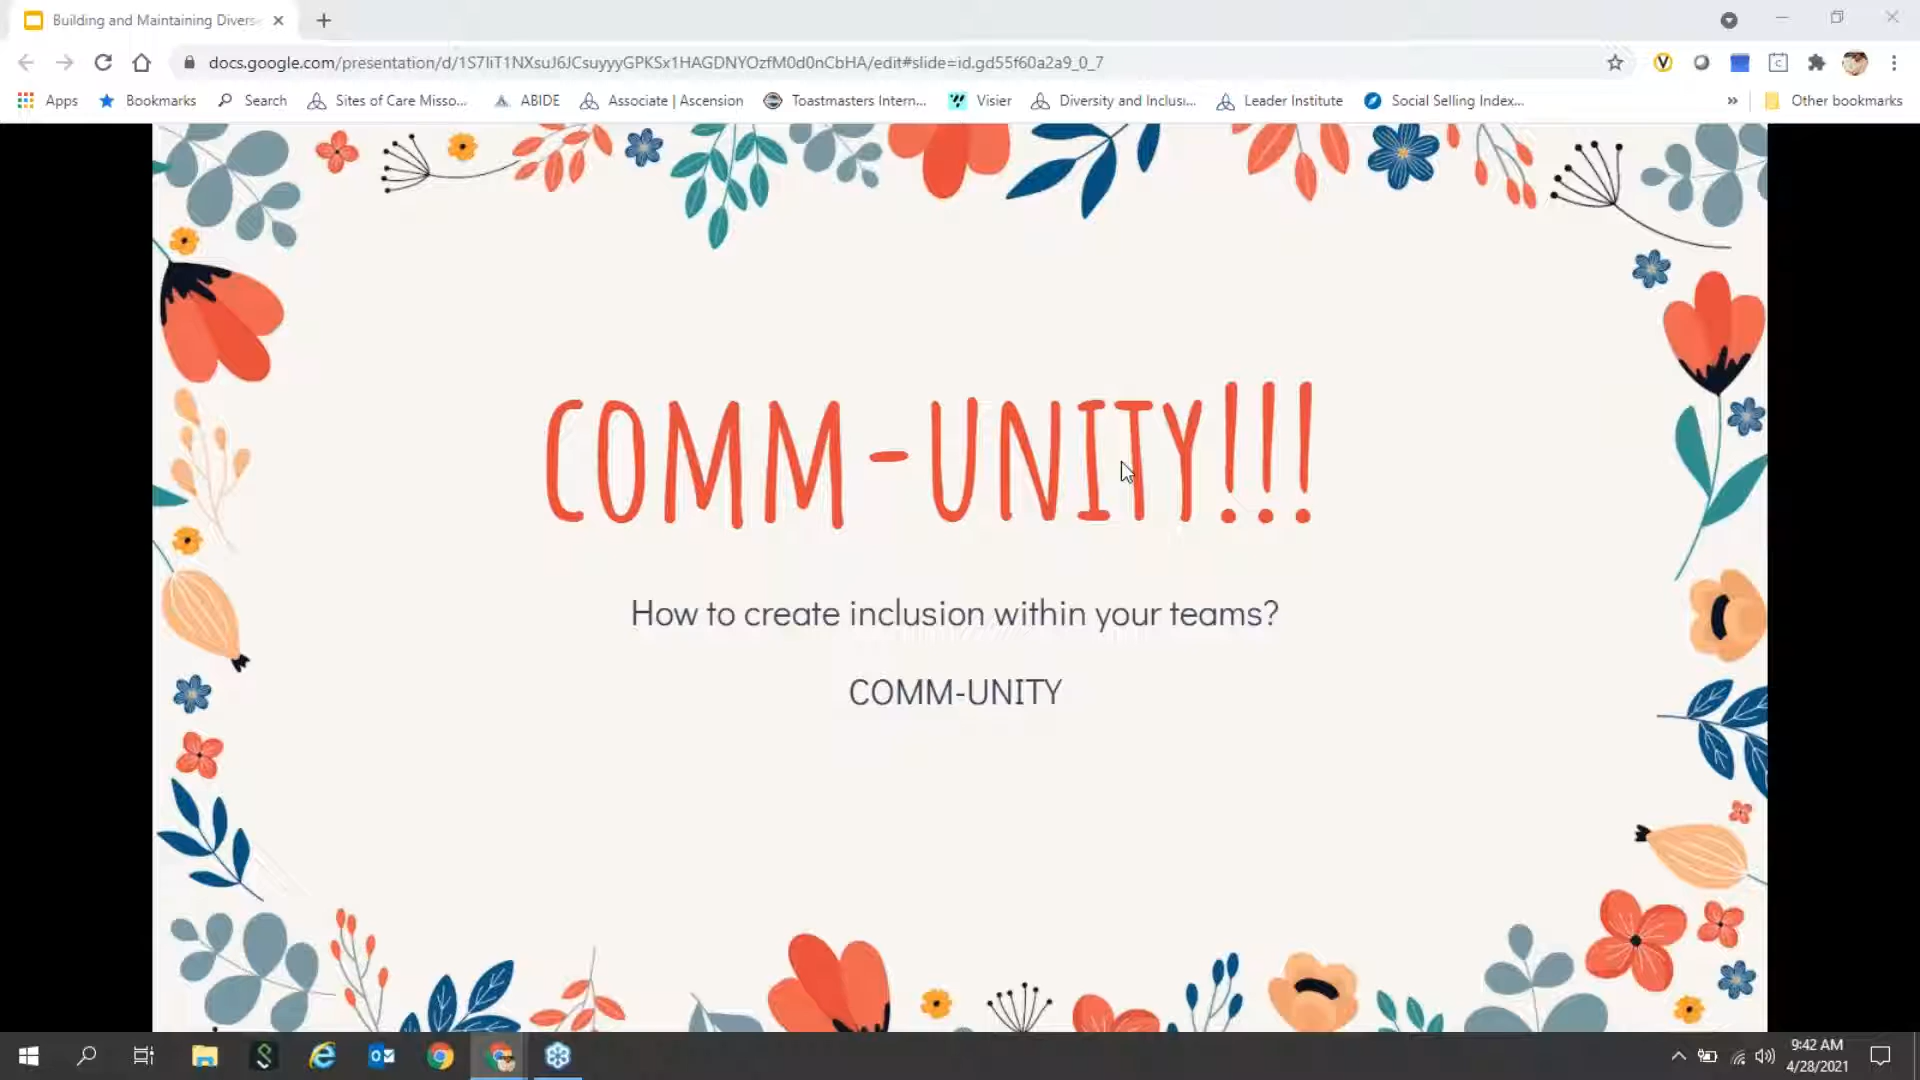 Building and Maintaining Divers
docs.google.com/presentation/d/1S7IiT1NXsuJ6JCsuyyyGPKSx1HAGDNYOzfM0d0nCbHA/edit#slide=id.gd55f60a2a9_0_7
Apps Bookmarks Search Sites of Care Misso... ABIDE Associate | Ascension Toastmasters Intern... Visier Diversity and Inclusi... Leader Institute Social Selling Index... » Other bookmarks
COMM-UNITY!!!
How to create inclusion within your teams?
COMM-UNITY
9:42 AM
4/28/2021